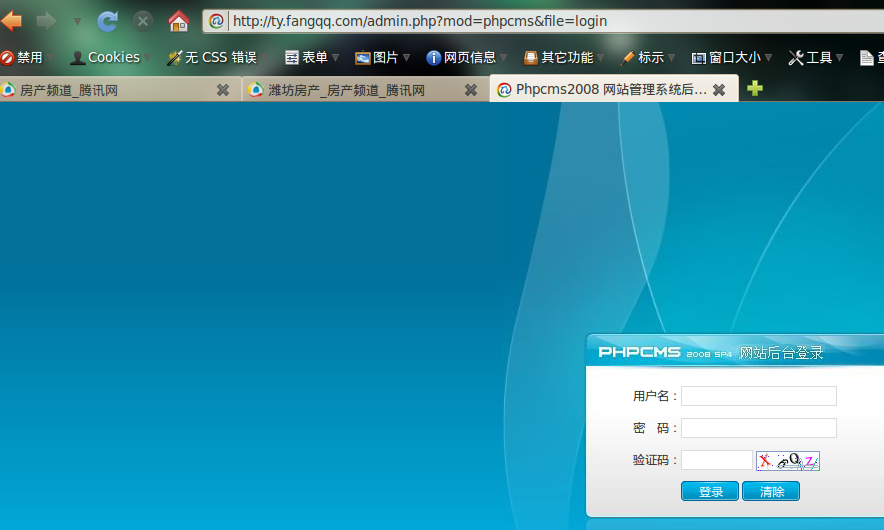 http://ty.fangqq.com/admin.php?mod=phpcms&file=login
禁用 Cookies 无 CSS 错误 表单 图片 网页信息 其它功能 标示 窗口大小 工具
房产频道_腾讯网 潍坊房产_房产频道_腾讯网 Phpcms2008 网站管理系统后...
PHPCMS 2008 SP4 网站后台登录
用户名：
密 码：
验证码：
登录 清除